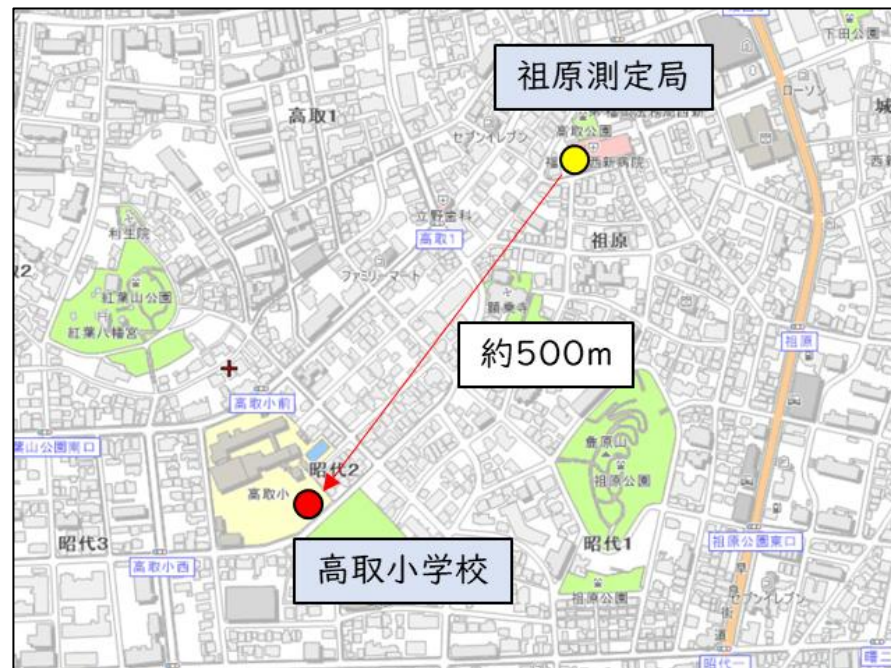 祖原測定局
下田公園
ローソン
高取1
セブンイレブン
高取公園
西新病院
利生院
立野歯科
高取1
祖原
ファミリーマート
紅葉山公園
紅葉八幡宮
顕乗寺
約500m
祖原
高取小前
葉山公園南口
昭代2
高取小
祖原公園
昭代3
高取小西
高取小学校
昭代1
祖原公園東口
祖原公園
セブンイレブン
早良街道
昭代一